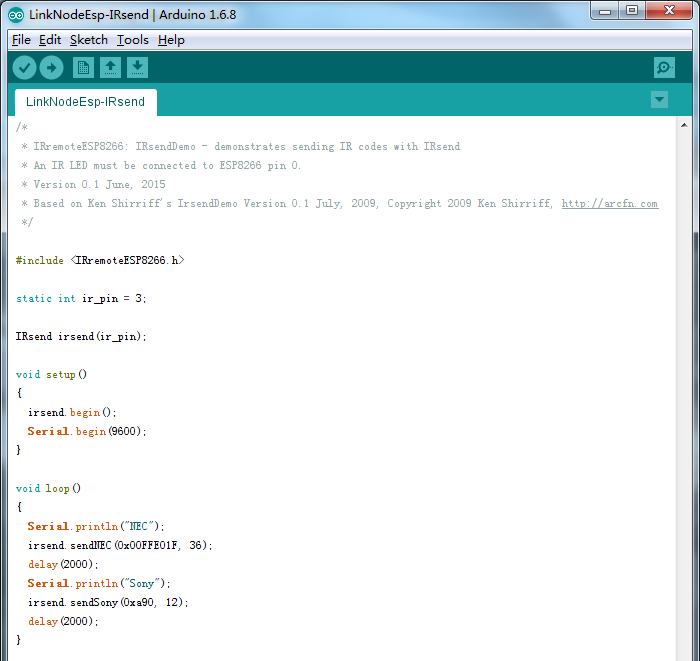 LinkNodeEsp-IRsend | Arduino 1.6.8
File Edit Sketch Tools Help
LinkNodeEsp-IRsend
/*
 * IRremoteESP8266: IRsendDemo - demonstrates sending IR codes with IRsend
 * An IR LED must be connected to ESP8266 pin 0.
 * Version 0.1 June, 2015
 * Based on Ken Shirriff's IrsendDemo Version 0.1 July, 2009, Copyright 2009 Ken Shirriff, http://arcfn.com
 */
#include <IRremoteESP8266.h>
static int ir_pin = 3;
IRsend irsend(ir_pin);
void setup()
{
  irsend.begin();
  Serial.begin(9600);
}
void loop()
{
  Serial.println("NEC");
  irsend.sendNEC(0x00FFE01F, 36);
  delay(2000);
  Serial.println("Sony");
  irsend.sendSony(0xa90, 12);
  delay(2000);
}